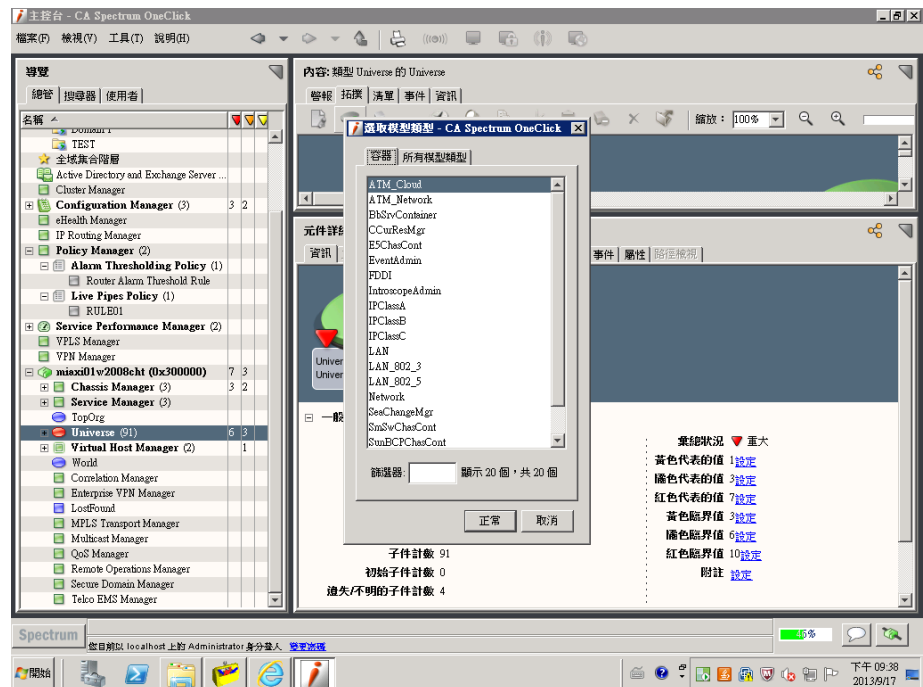 主控台 - CA Spectrum OneClick
檔案(F) 檢視(V) 工具(T) 說明(H)
導覽
總管 搜尋器 使用者
名稱
Domain 1
TEST
全域集合階層
Active Directory and Exchange Server ...
Cluster Manager
Configuration Manager (3) 3 2
eHealth Manager
IP Routing Manager
Policy Manager (2)
Alarm Thresholding Policy (1)
Router Alarm Threshold Rule
Live Pipes Policy (1)
RULE01
Service Performance Manager (2)
VPLS Manager
VPN Manager
miaxi01w2008cht (0x300000) 7 3
Chassis Manager (3) 3 2
Service Manager (3)
TopOrg
Universe (91) 6 3
Virtual Host Manager (2) 1
World
Correlation Manager
Enterprise VPN Manager
LostFound
MPLS Transport Manager
Multicast Manager
QoS Manager
Remote Operations Manager
Secure Domain Manager
Telco EMS Manager
內容: 類型 Universe 的 Universe
警報 拓撲 清單 事件 資訊
縮放： 100%
元件詳細
資訊
事件 屬性 路徑檢視
Univer
Univer
一般
選取模型類型 - CA Spectrum OneClick
容器 所有模型類型
ATM_Cloud
ATM_Network
BbSrvContainer
CCurResMgr
E5ChasCont
EventAdmin
FDDI
IntroscopeAdmin
IPClassA
IPClassB
IPClassC
LAN
LAN_802_3
LAN_802_5
Network
SeaChangeMgr
SmSwChasCont
SunBCPChasCont
篩選器: 顯示 20 個，共 20 個
正常 取消
子件計數 91
初始子件計數 0
遺失/不明的子件計數 4
彙總狀況 重大
黃色代表的值 1 設定
橘色代表的值 3 設定
紅色代表的值 7 設定
黃色臨界值 3 設定
橘色臨界值 6 設定
紅色臨界值 10 設定
附註 設定
Spectrum
您目前以 localhost 上的 Administrator 身分登入 變更密碼
45%
開始
下午 09:38
2013/9/17